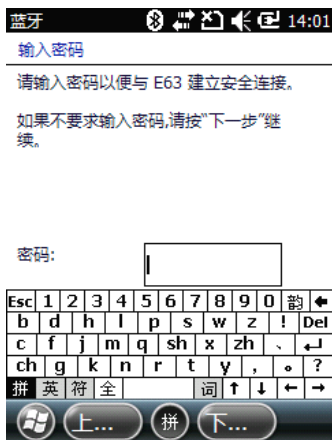 蓝牙 14:01
输入密码
请输入密码以便与 E63 建立安全连接。
如果不要求输入密码,请按“下一步”继
续。
密码:
Esc 1 2 3 4 5 6 7 8 9 0 韵 ←
b d h l p s w z ! Del
c f j m q sh x zh 、 ↵
ch g k n r t y , 。 ?
拼 英 符 全 词 ↑ ↓ ← →
上... 拼 下...